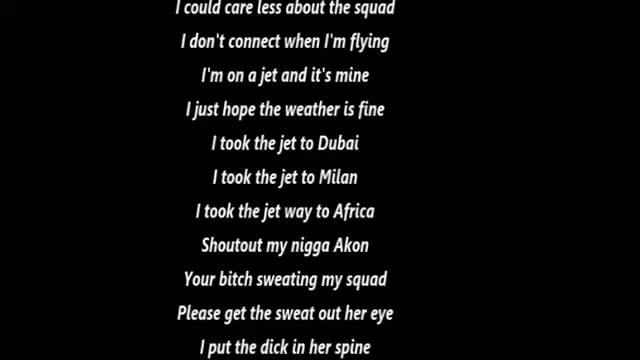 I could care less about the squad
I don't connect when I'm flying
I'm on a jet and it's mine
I just hope the weather is fine
I took the jet to Dubai
I took the jet to Milan
I took the jet way to Africa
Shoutout my nigga Akon
Your bitch sweating my squad
Please get the sweat out her eye
I put the dick in her spine